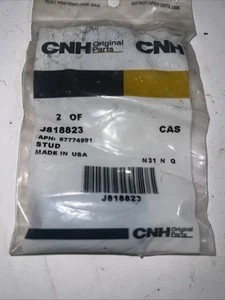 CNH Original Parts CNH
2 OF
J818823 CAS
APN: 87774991
STUD
MADE IN USA
N31 N Q
J818823
CNH Original Parts